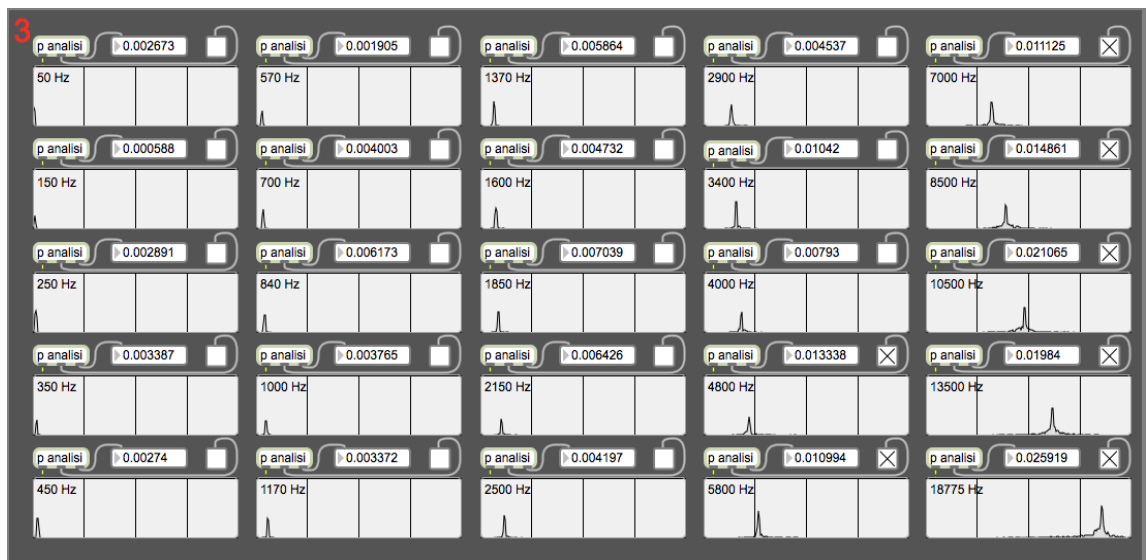 3
p analisi 0.002673 p analisi 0.001905 p analisi 0.005864 p analisi 0.004537 p analisi 0.011125
50 Hz 570 Hz 1370 Hz 2900 Hz 7000 Hz
p analisi 0.000588 p analisi 0.004003 p analisi 0.004732 p analisi 0.01042 p analisi 0.014861
150 Hz 700 Hz 1600 Hz 3400 Hz 8500 Hz
p analisi 0.002891 p analisi 0.006173 p analisi 0.007039 p analisi 0.00793 p analisi 0.021065
250 Hz 840 Hz 1850 Hz 4000 Hz 10500 Hz
p analisi 0.003387 p analisi 0.003765 p analisi 0.006426 p analisi 0.013338 p analisi 0.01984
350 Hz 1000 Hz 2150 Hz 4800 Hz 13500 Hz
p analisi 0.00274 p analisi 0.003372 p analisi 0.004197 p analisi 0.010994 p analisi 0.025919
450 Hz 1170 Hz 2500 Hz 5800 Hz 18775 Hz